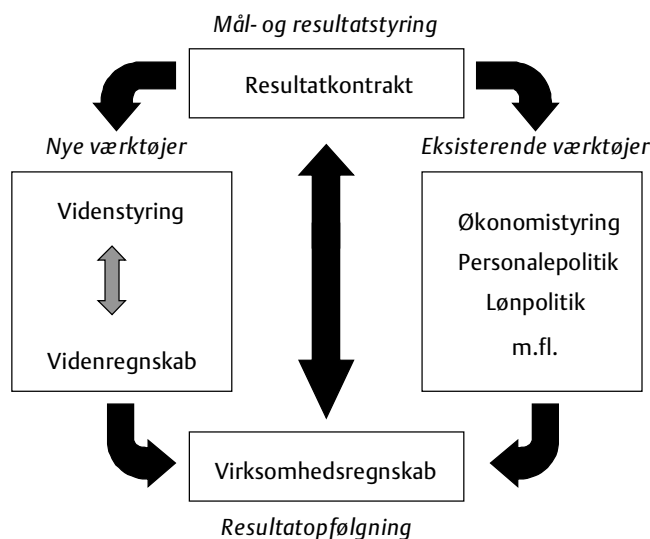 Mål- og resultatstyring
Resultatkontrakt
Nye værktøjer
Eksisterende værktøjer
Videnstyring
Videnregnskab
Økonomistyring
Personalepolitik
Lønpolitik
m.fl.
Virksomhedsregnskab
Resultatopfølgning